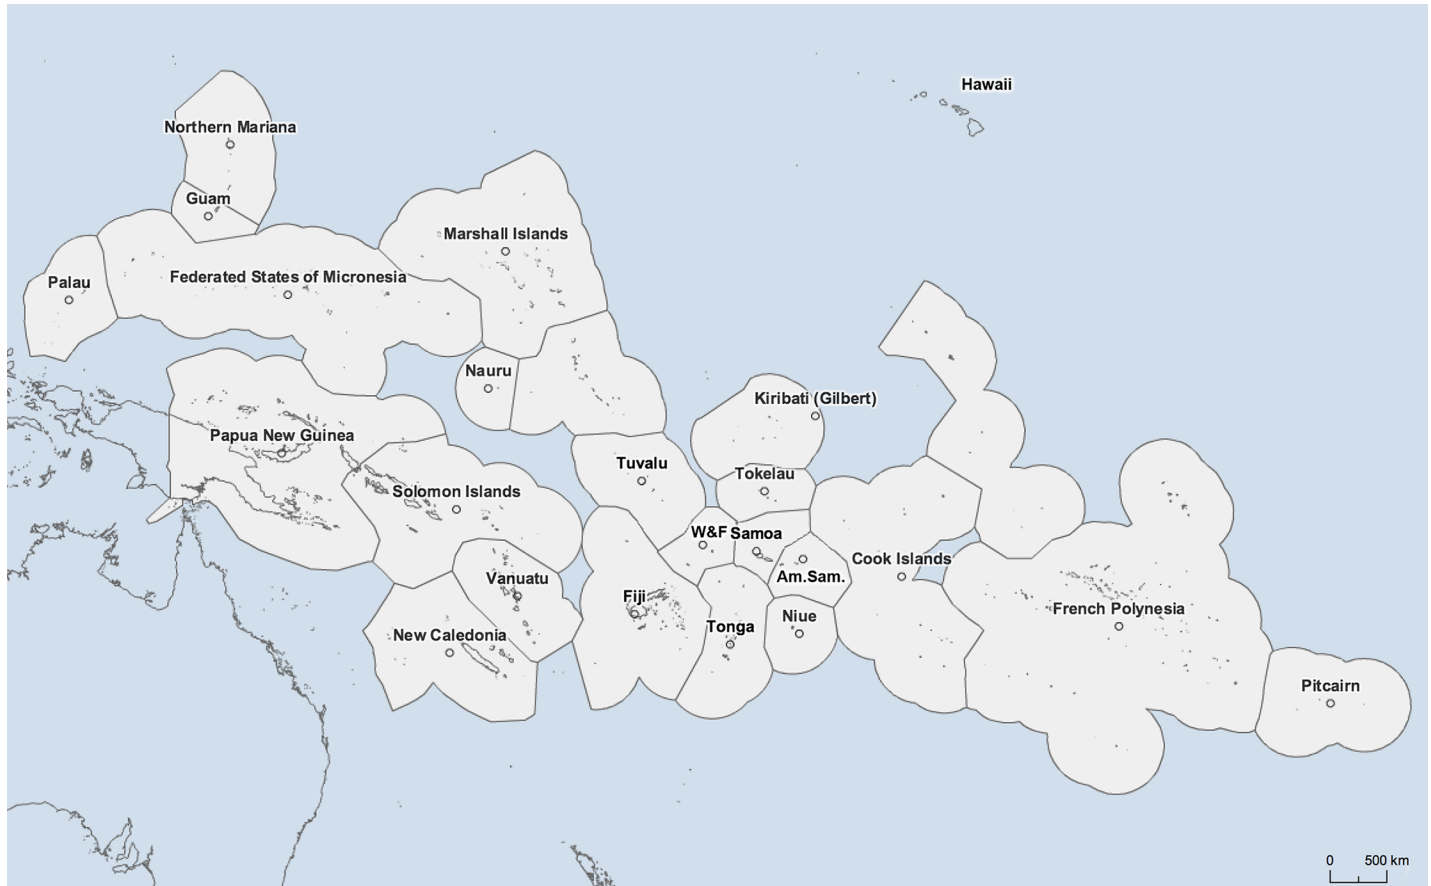 Hawaii
Northern Mariana
Guam
Marshall Islands
Federated States of Micronesia
Palau
Nauru
Kiribati (Gilbert)
Papua New Guinea
Tuvalu
Tokelau
Solomon Islands
W&F
Samoa
Cook Islands
Vanuatu
Am.Sam.
Fiji
French Polynesia
Niue
Tonga
New Caledonia
Pitcairn
0 500 km